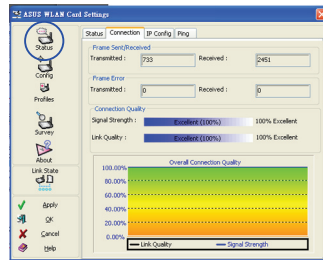 ASUS WLAN Card Settings
Status
Config
Profiles
Survey
About
Link State
Apply
OK
Cancel
Help
Status Connection IP Config Ping
Frame Sent/Received
Transmitted : 733 Received : 2451
Frame Error
Transmitted : 0 Received : 0
Connection Quality
Signal Strength : Excellent (100%) 100% Excellent
Link Quality : Excellent (100%) 100% Excellent
Overall Connection Quality
100.00%
80.00%
60.00%
40.00%
20.00%
0.00%
Link Quality Signal Strength